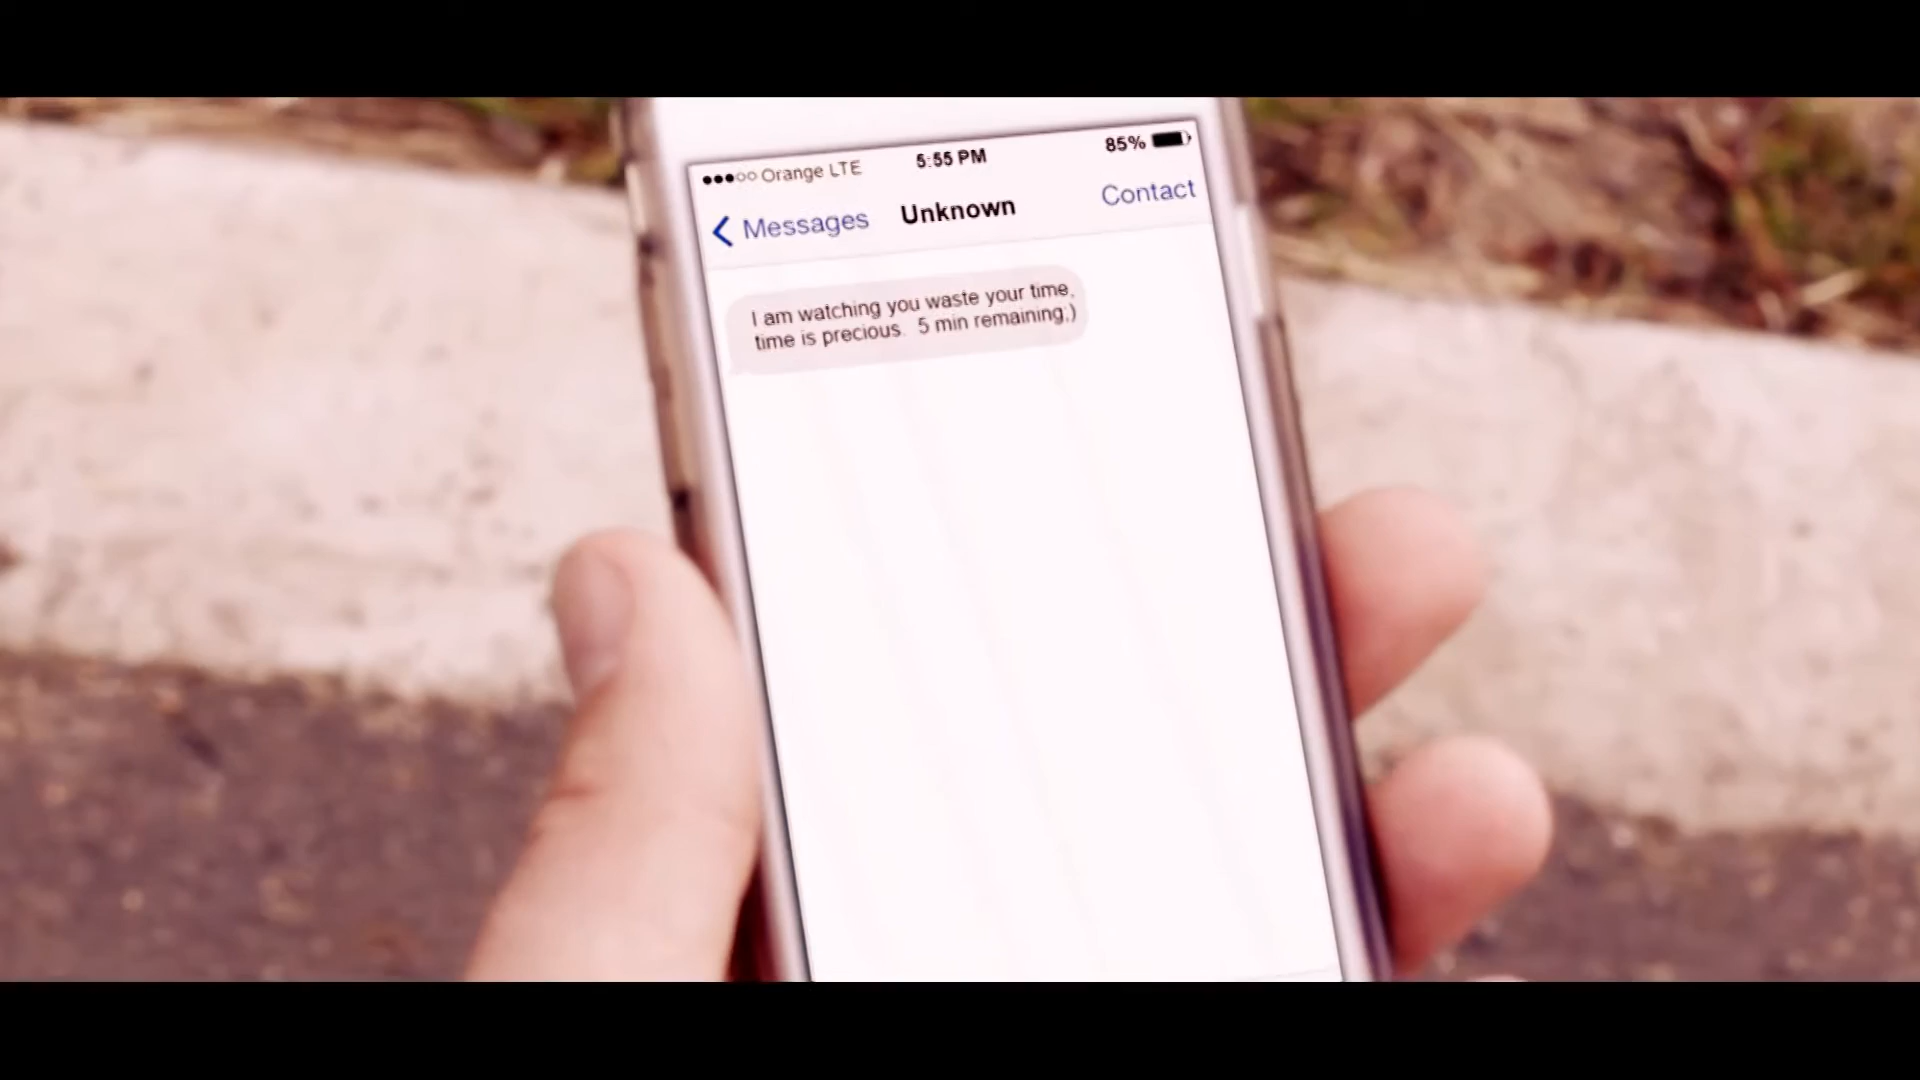 Orange LTE 5:55 PM 85%
Messages Unknown Contact
I am watching you waste your time,
time is precious. 5 min remaining;)